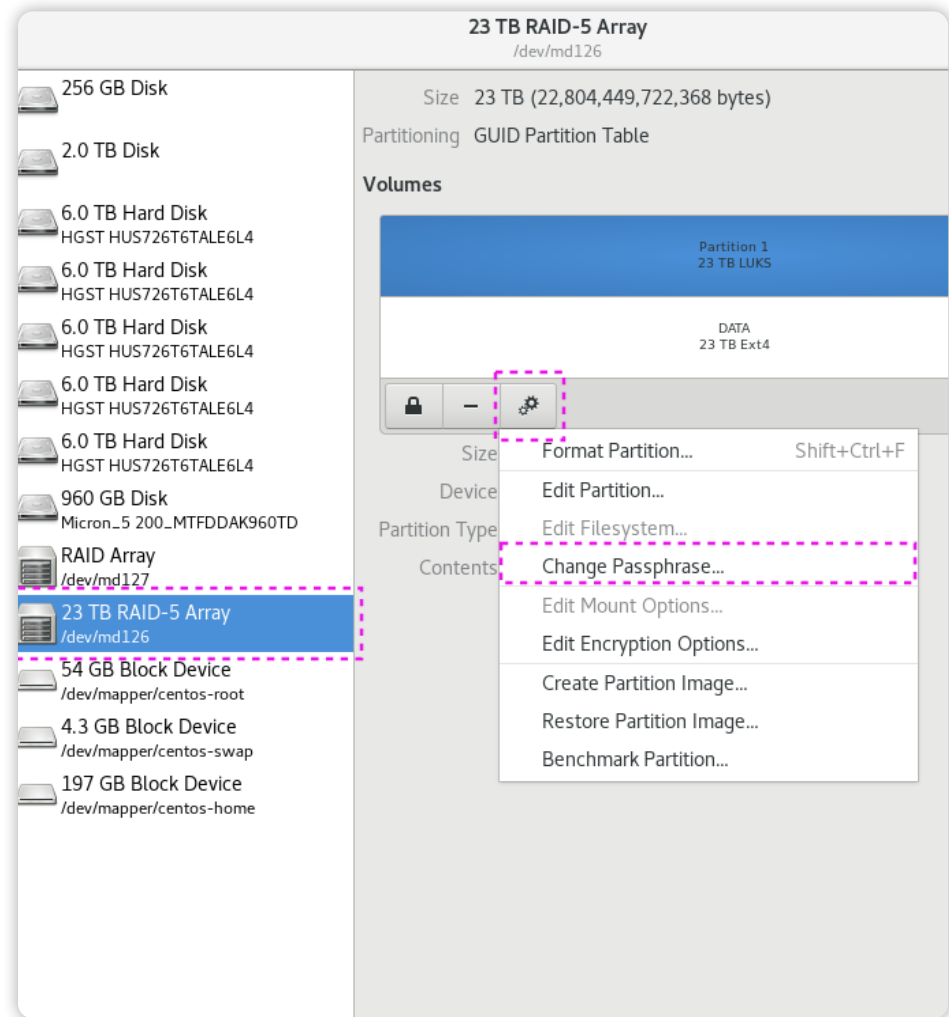 23 TB RAID-5 Array
/dev/md126
256 GB Disk
2.0 TB Disk
6.0 TB Hard Disk
HGST HUS726T6TALE6L4
6.0 TB Hard Disk
HGST HUS726T6TALE6L4
6.0 TB Hard Disk
HGST HUS726T6TALE6L4
6.0 TB Hard Disk
HGST HUS726T6TALE6L4
6.0 TB Hard Disk
HGST HUS726T6TALE6L4
960 GB Disk
Micron_5 200_MTFDDAK960TD
RAID Array
/dev/md127
23 TB RAID-5 Array
/dev/md126
54 GB Block Device
/dev/mapper/centos-root
4.3 GB Block Device
/dev/mapper/centos-swap
197 GB Block Device
/dev/mapper/centos-home
Size 23 TB (22,804,449,722,368 bytes)
Partitioning GUID Partition Table
Volumes
Partition 1
23 TB LUKS
DATA
23 TB Ext4
Size
Device
Partition Type
Contents
Format Partition... Shift+Ctrl+F
Edit Partition...
Edit Filesystem...
Change Passphrase...
Edit Mount Options...
Edit Encryption Options...
Create Partition Image...
Restore Partition Image...
Benchmark Partition...